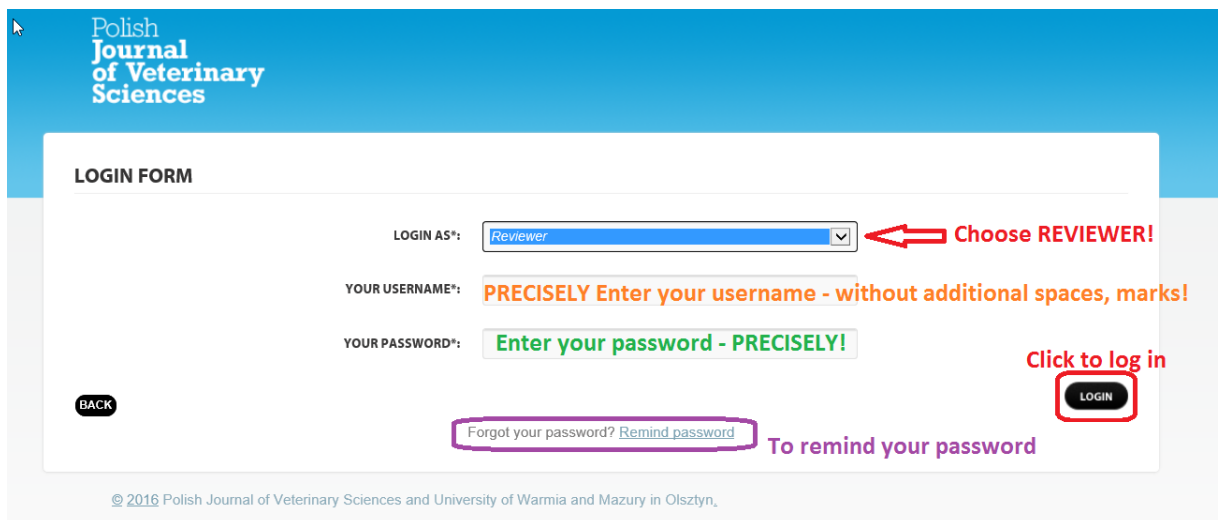 Polish
Journal
of Veterinary
Sciences
LOGIN FORM
LOGIN AS*:
Reviewer
Choose REVIEWER!
YOUR USERNAME*:
PRECISELY Enter your username - without additional spaces, marks!
YOUR PASSWORD*:
Enter your password - PRECISELY!
Click to log in
BACK
LOGIN
Forgot your password? Remind password
To remind your password
© 2016 Polish Journal of Veterinary Sciences and University of Warmia and Mazury in Olsztyn.